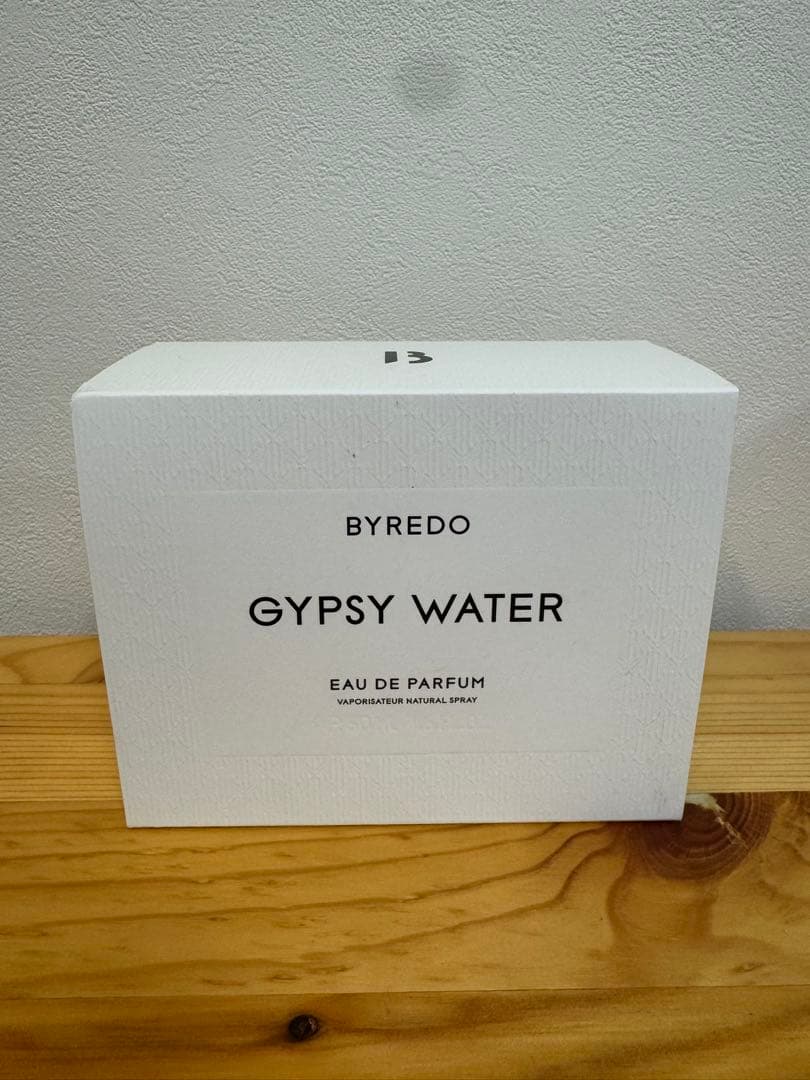 B
BYREDO
GYPSY WATER
EAU DE PARFUM
VAPORISATEUR NATURAL SPRAY